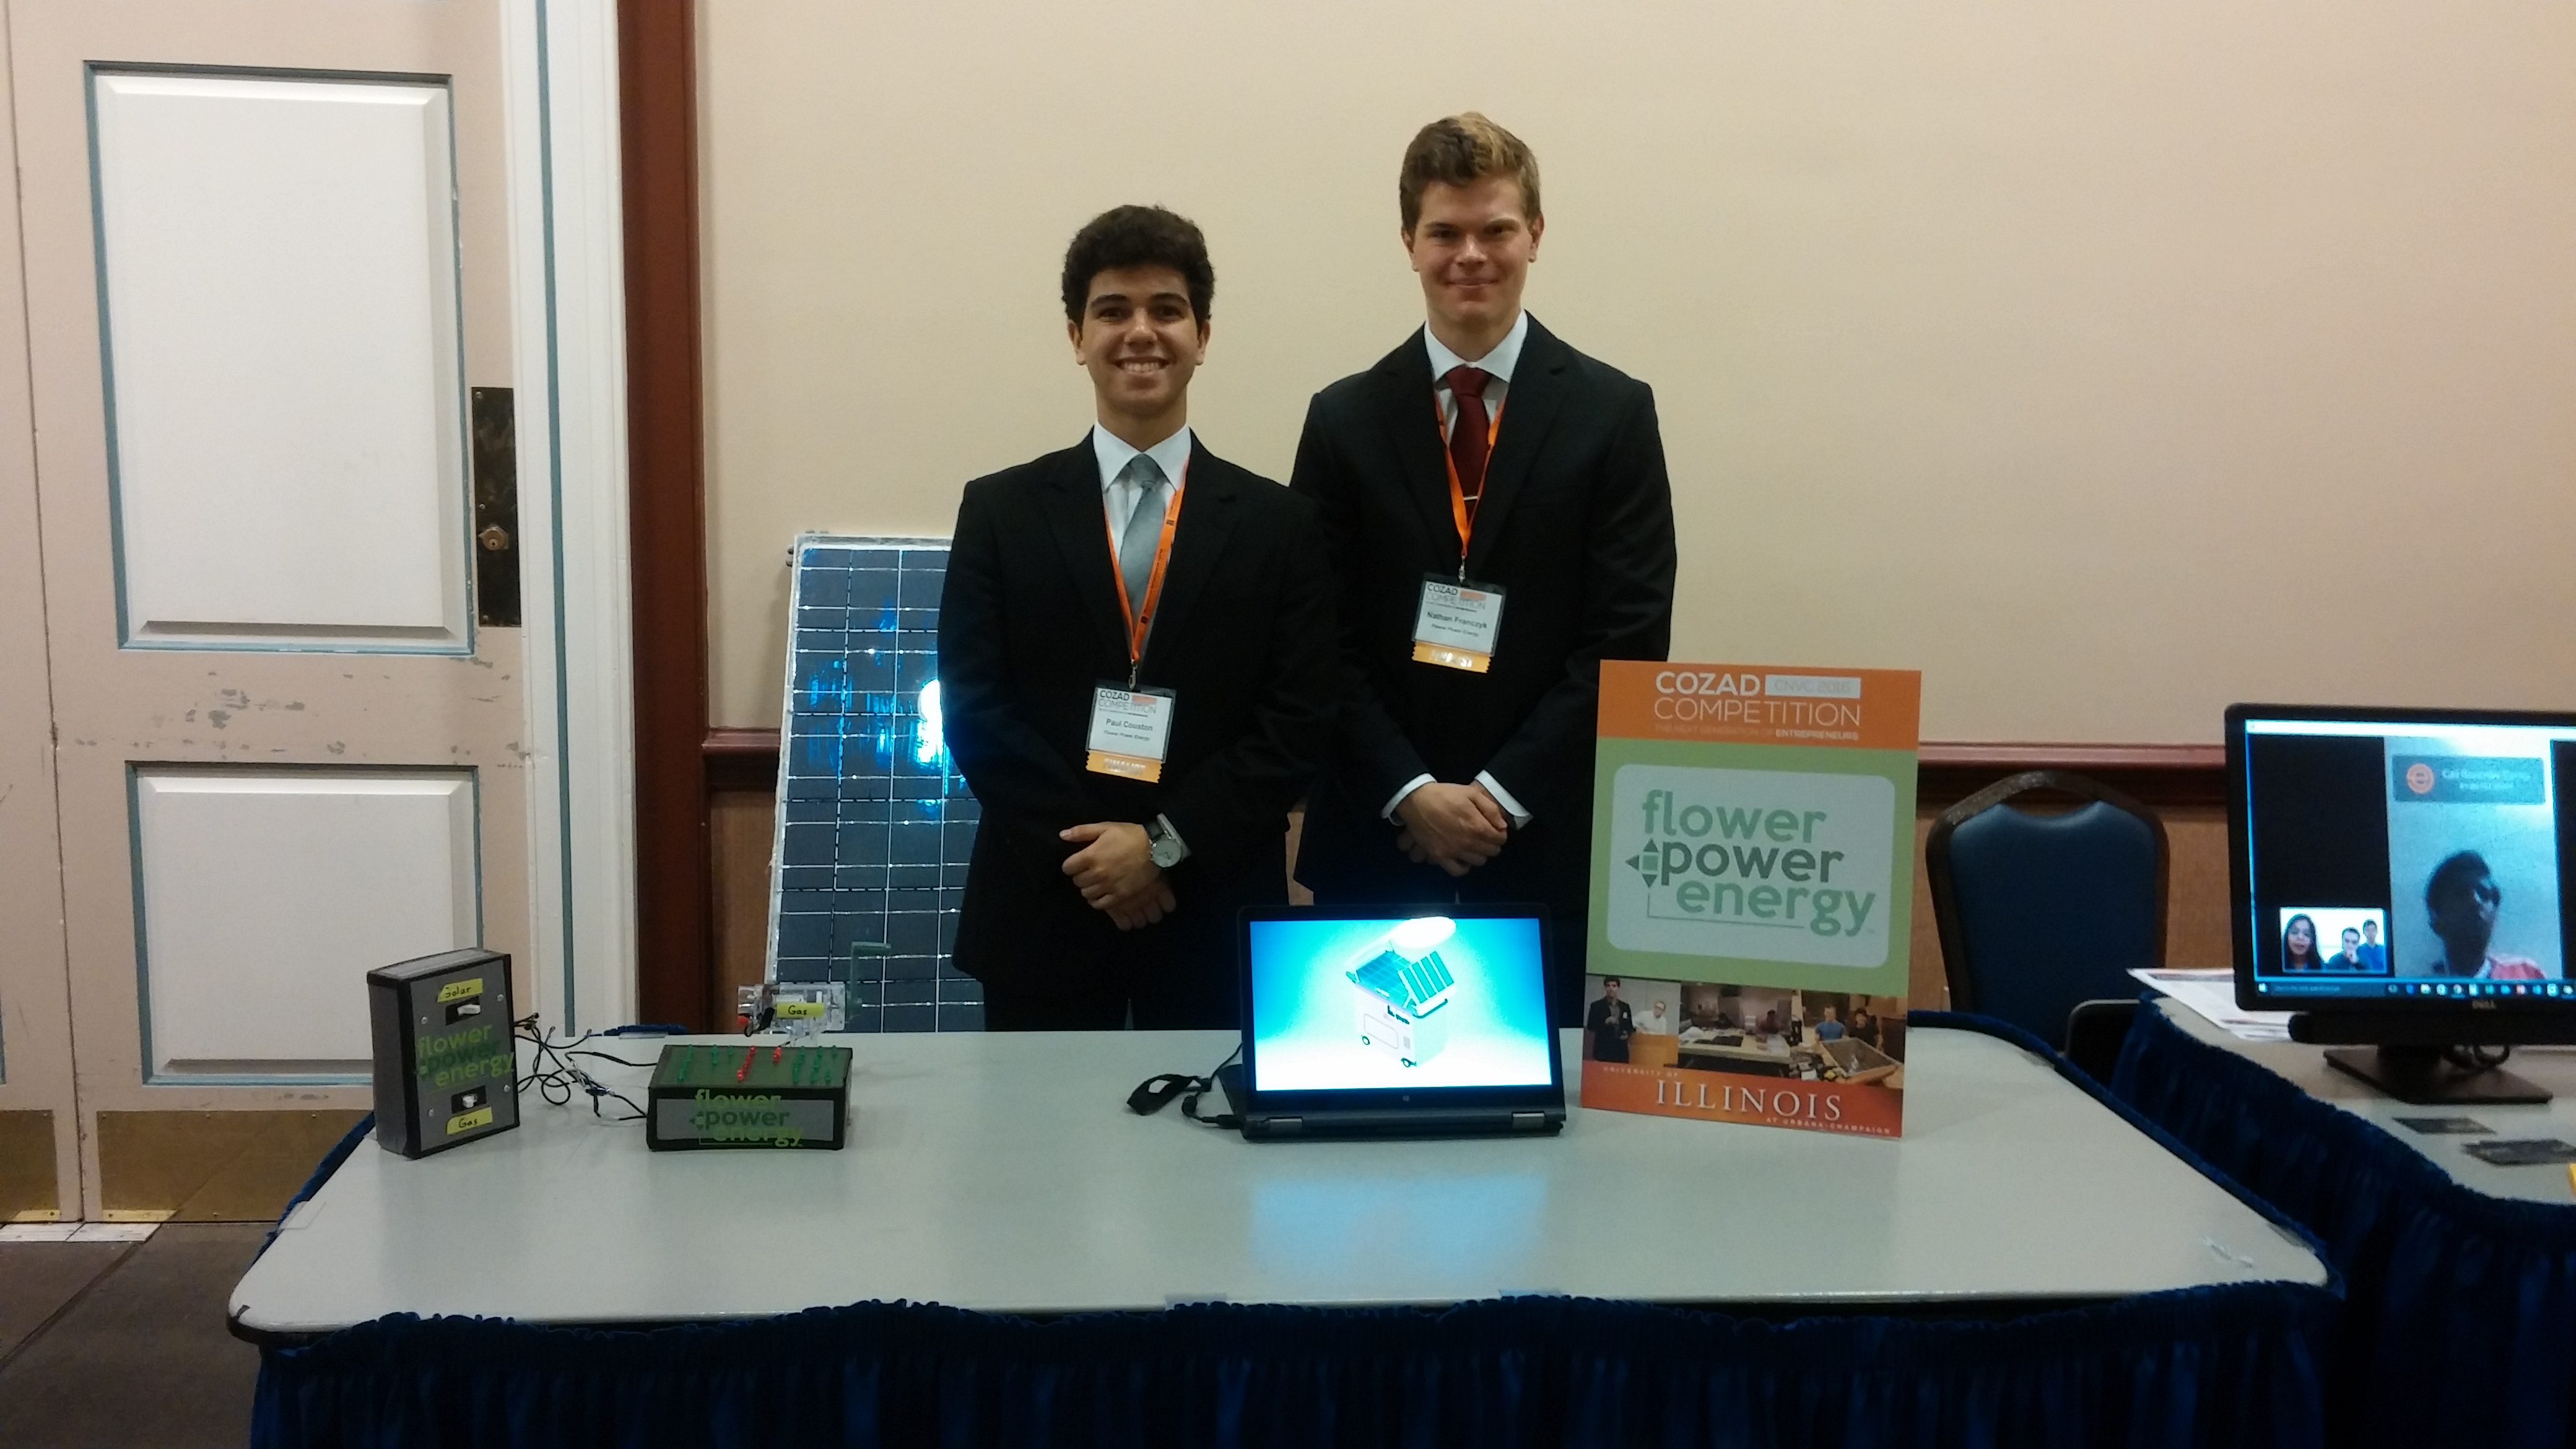 COZAD
COMPETITION
Paul Couston
Flower Power Energy
FINALIST
COZAD
COMPETITION
Nathan Franczyk
Flower Power Energy
COZAD CNVC 2016
COMPETITION
THE NEXT GENERATION OF ENTREPRENEURS
flower
power
energy
UNIVERSITY OF
ILLINOIS
AT URBANA-CHAMPAIGN
Solar
flower
power
energy
Gas
Gas
flower
power
energy
DELL